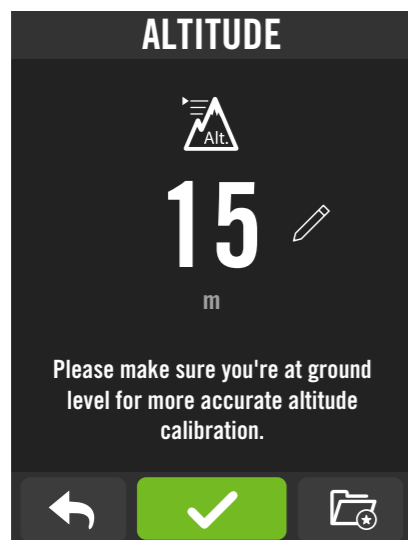 ALTITUDE
Alt.
15
m
Please make sure you're at ground
level for more accurate altitude
calibration.